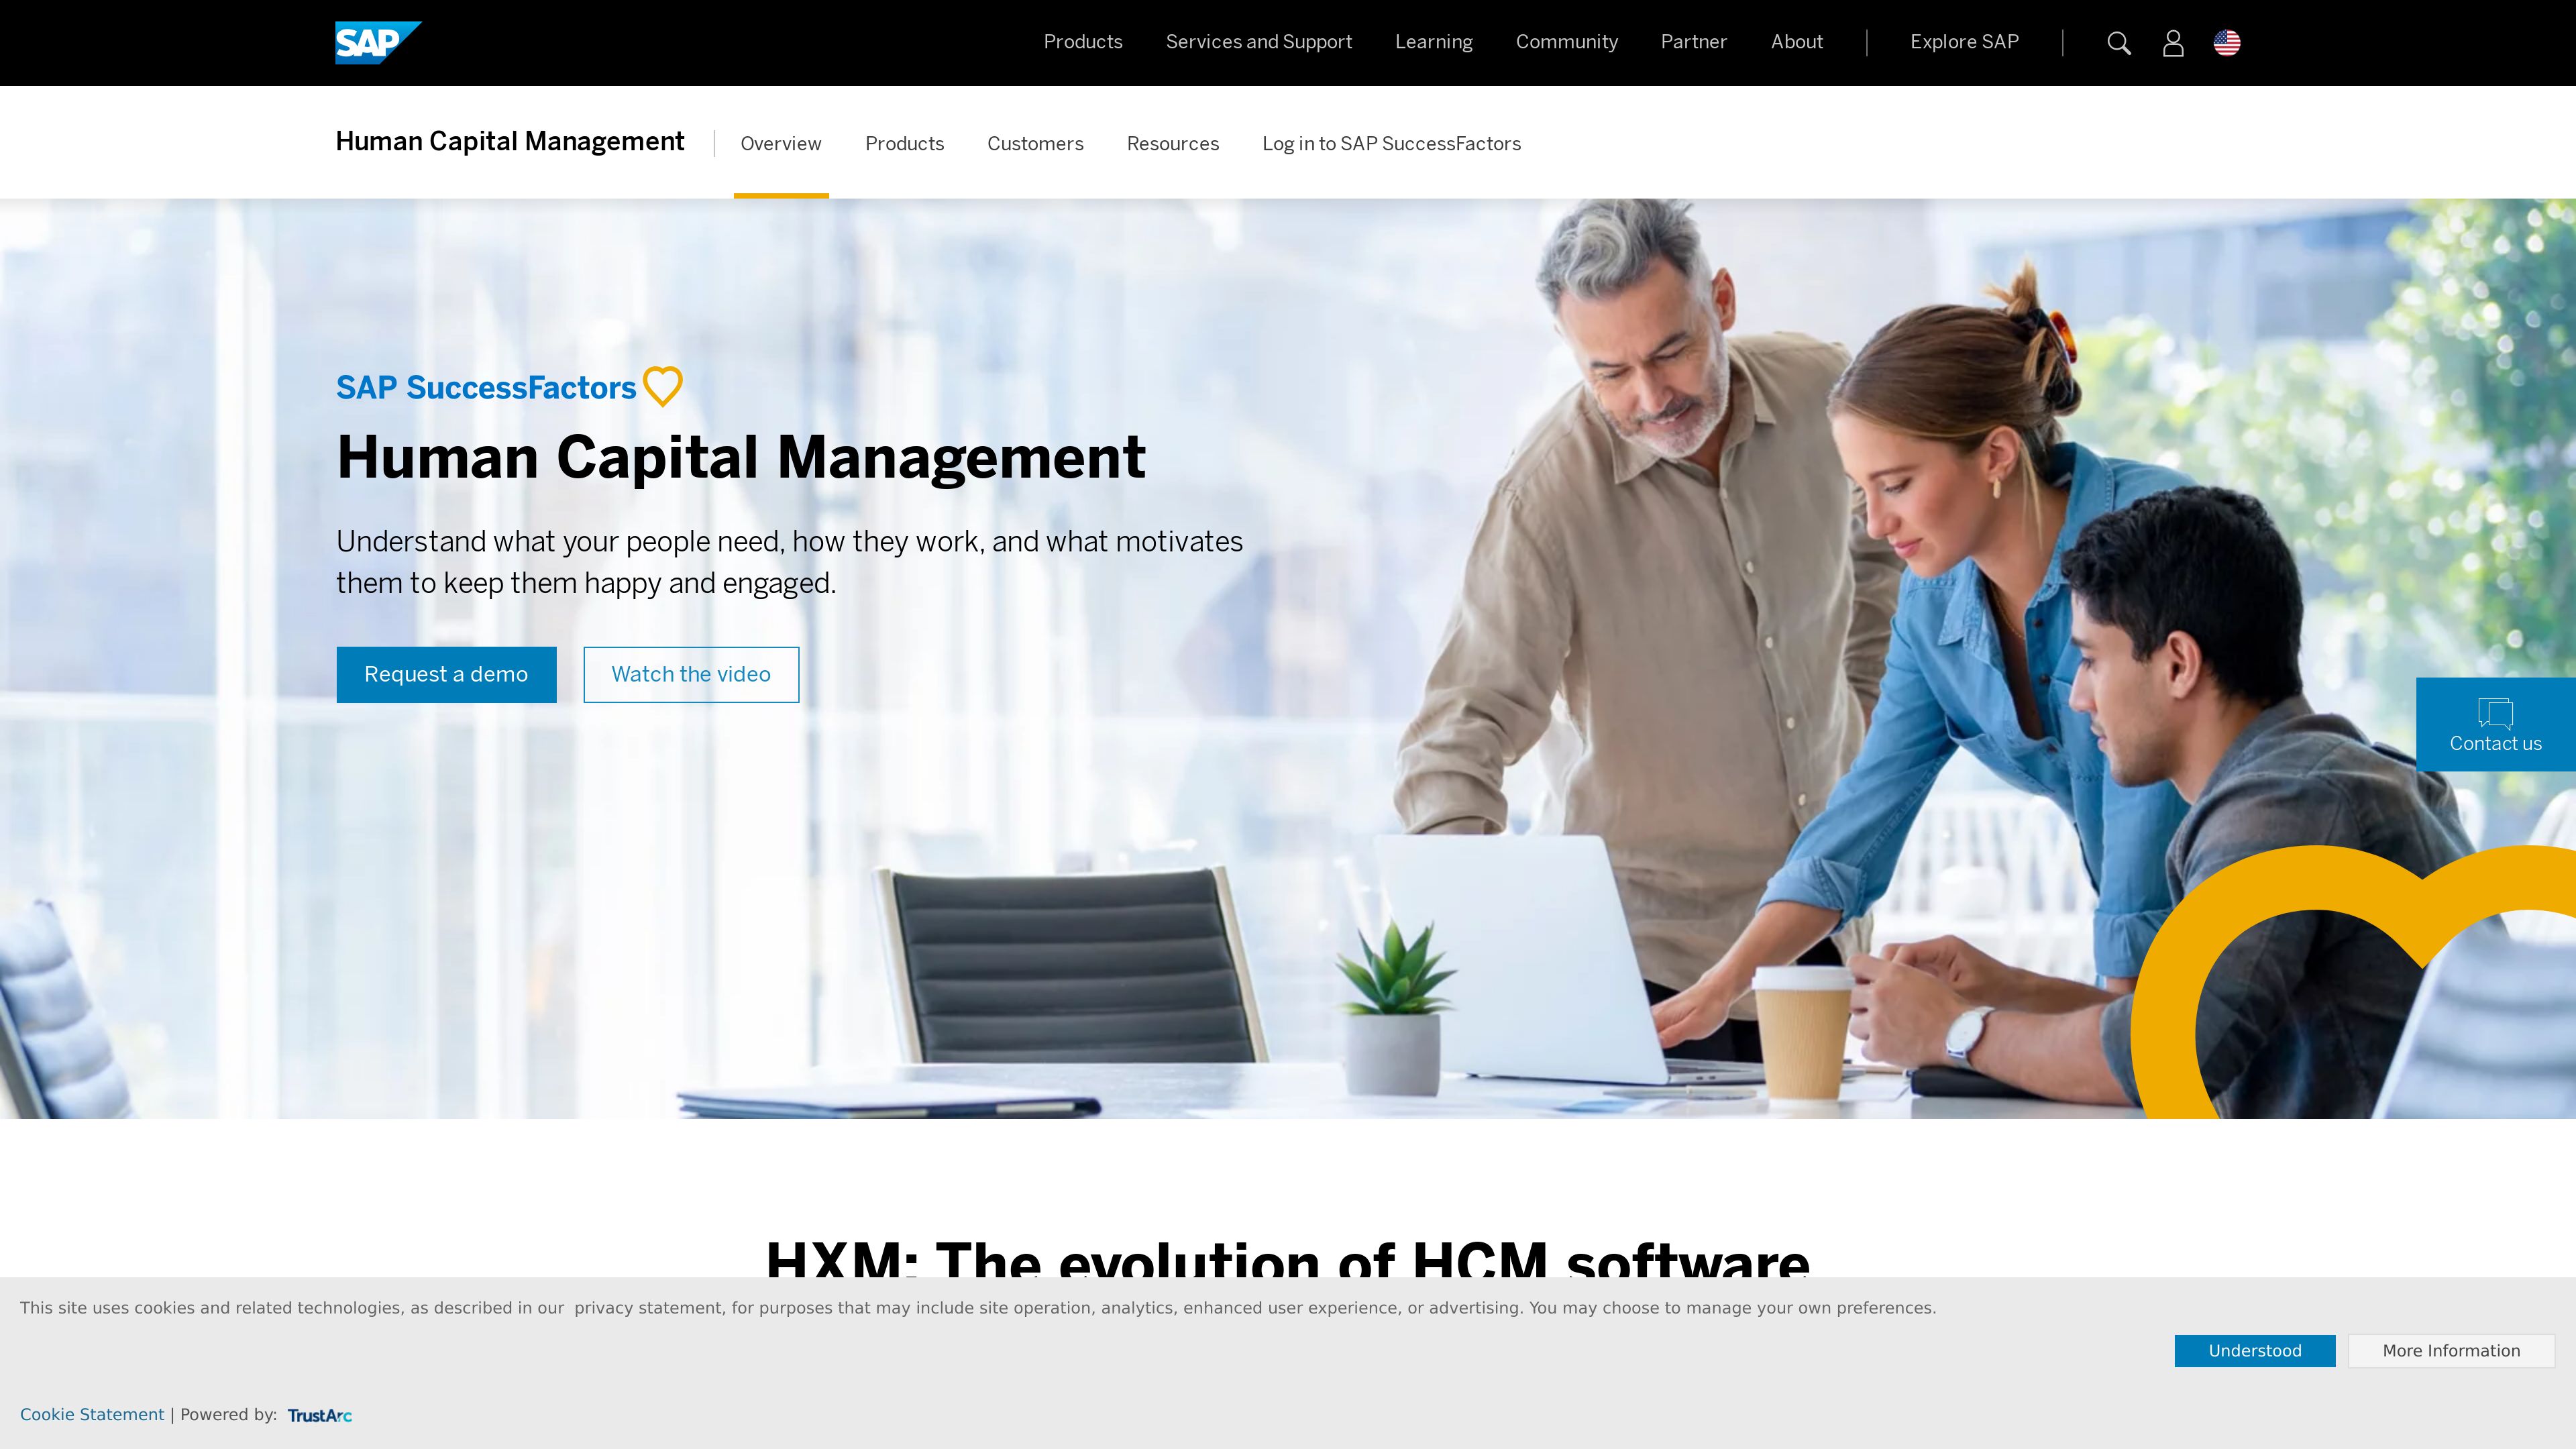 SAP
Products
Services and Support
Learning
Community
Partner
About
Explore SAP
Human Capital Management
Overview
Products
Customers
Resources
Log in to SAP SuccessFactors
SAP SuccessFactors
Human Capital Management
Understand what your people need, how they work, and what motivates
them to keep them happy and engaged.
Request a demo
Watch the video
Contact us
HXM: The evolution of HCM software
This site uses cookies and related technologies, as described in our privacy statement, for purposes that may include site operation, analytics, enhanced user experience, or advertising. You may choose to manage your own preferences.
Understood
More Information
Cookie Statement | Powered by: TrustArc